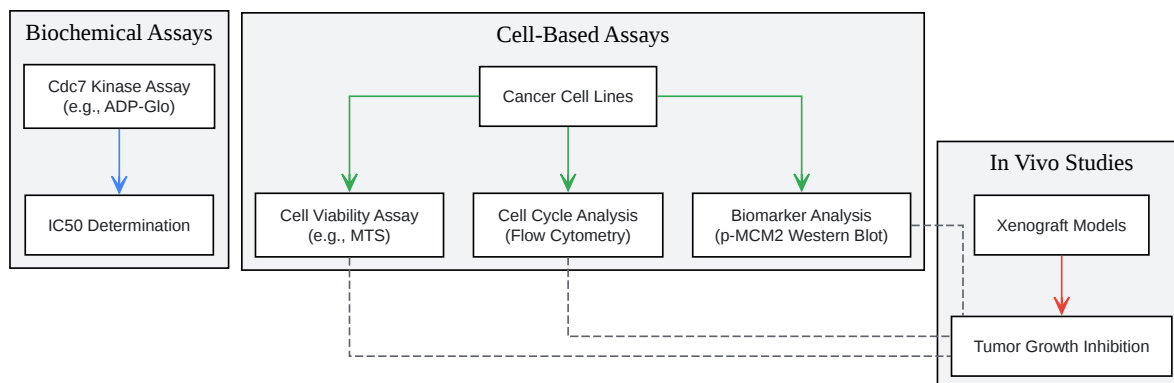 Biochemical Assays
Cdc7 Kinase Assay
(e.g., ADP-Glo)
IC50 Determination
Cell-Based Assays
Cancer Cell Lines
Cell Viability Assay
(e.g., MTS)
Cell Cycle Analysis
(Flow Cytometry)
Biomarker Analysis
(p-MCM2 Western Blot)
In Vivo Studies
Xenograft Models
Tumor Growth Inhibition